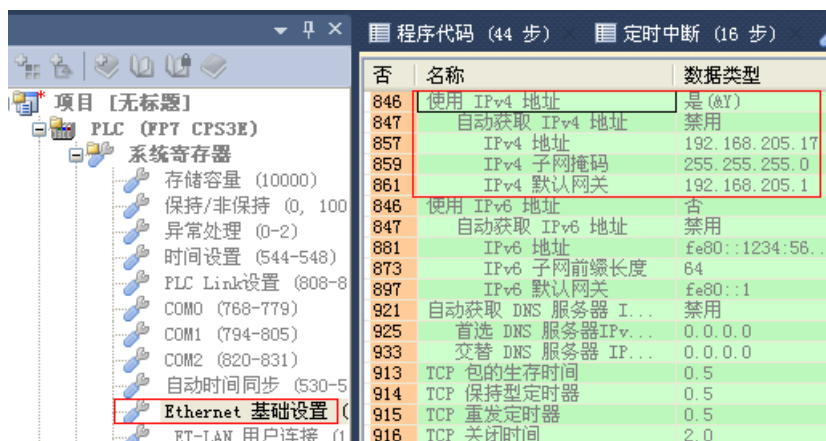 程序代码 (44 步)
定时中断 (16 步)
项目 [无标题]
PLC (FP7 CPS3E)
系统寄存器
存储容量 (10000)
保持/非保持 (0, 100
异常处理 (0-2)
时间设置 (544-548)
PLC Link设置 (808-8
COM0 (768-779)
COM1 (794-805)
COM2 (820-831)
自动时间同步 (530-5
Ethernet 基础设置 (
ET-LAN 用户连接 (1
否 名称 数据类型
846 使用 IPv4 地址 是(&Y)
847 自动获取 IPv4 地址 禁用
857 IPv4 地址 192.168.205.17
859 IPv4 子网掩码 255.255.255.0
861 IPv4 默认网关 192.168.205.1
846 使用 IPv6 地址 否
847 自动获取 IPv6 地址 禁用
881 IPv6 地址 fe80::1234:56..
873 IPv6 子网前缀长度 64
897 IPv6 默认网关 fe80::1
921 自动获取 DNS 服务器 I... 禁用
925 首选 DNS 服务器IPv... 0.0.0.0
933 交替 DNS 服务器 IP... 0.0.0.0
913 TCP 包的生存时间 0.5
914 TCP 保持型定时器 0.5
915 TCP 重发定时器 0.5
916 TCP 关闭时间 2.0